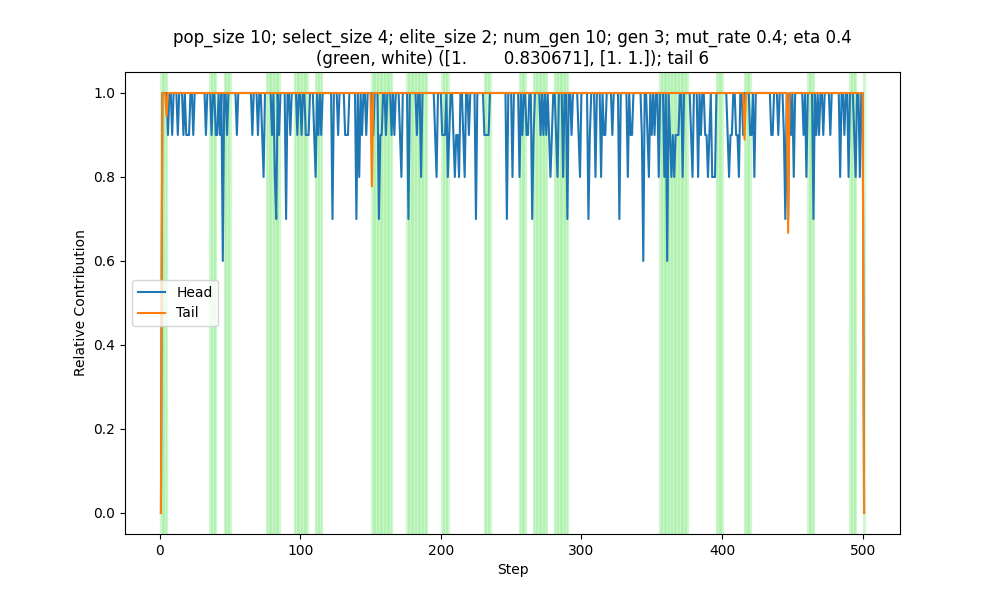 pop_size 10; select_size 4; elite_size 2; num_gen 10; gen 3; mut_rate 0.4; eta 0.4
(green, white) ([1.       0.830671], [1. 1.]); tail 6
1.0
0.8
0.6
0.4
0.2
0.0
Relative Contribution
Head
Tail
0 100 200 300 400 500
Step